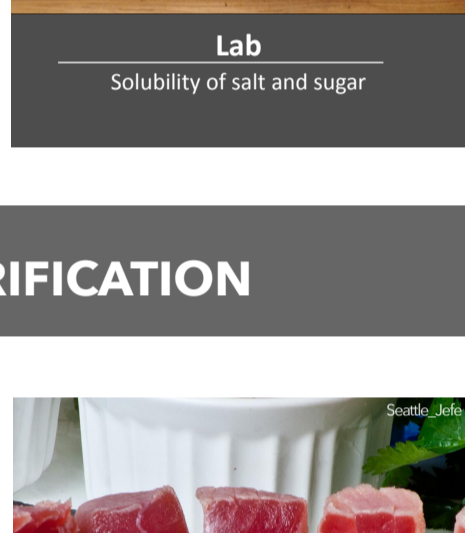 Lab
Solubility of salt and sugar
RIFICATION
Seattle_Jefe